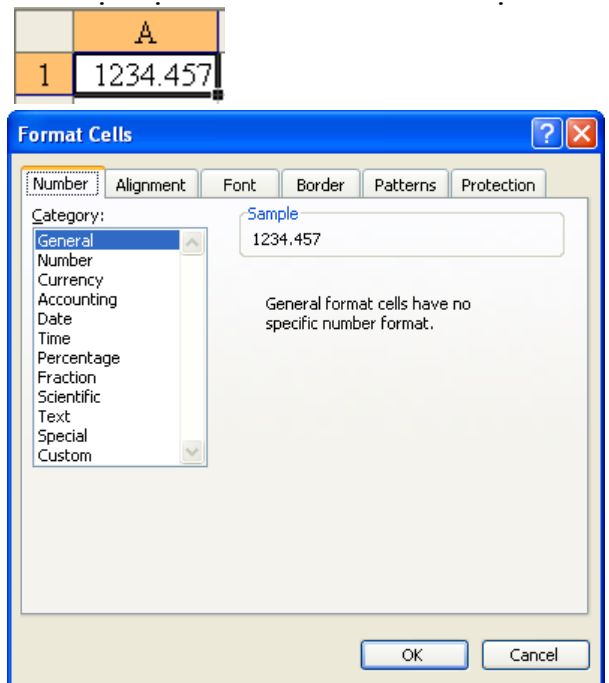 A
1 1234.457
Format Cells
Number Alignment Font Border Patterns Protection
Category:
General
Number
Currency
Accounting
Date
Time
Percentage
Fraction
Scientific
Text
Special
Custom
Sample
1234.457
General format cells have no
specific number format.
OK Cancel